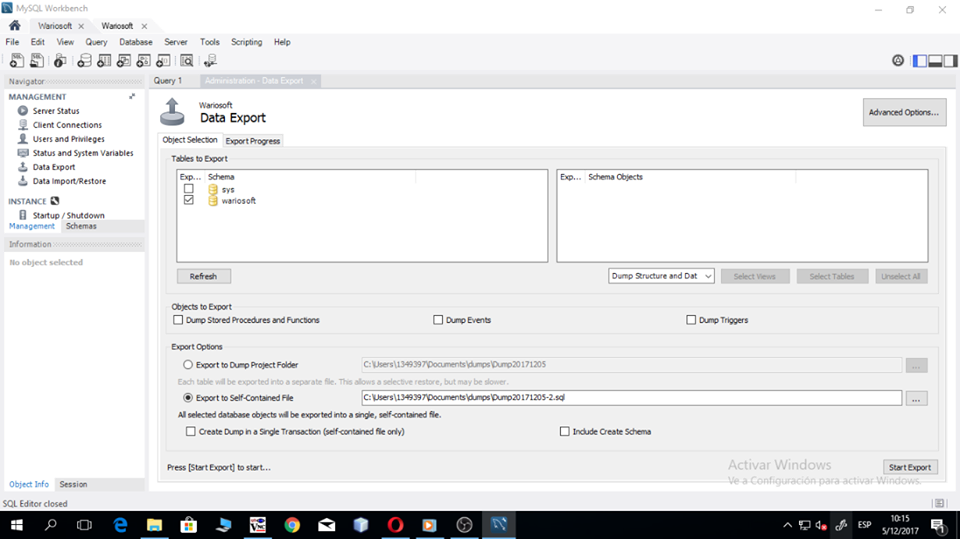 MySQL Workbench
Wariosoft Wariosoft
File Edit View Query Database Server Tools Scripting Help
Navigator
MANAGEMENT
Server Status
Client Connections
Users and Privileges
Status and System Variables
Data Export
Data Import/Restore
INSTANCE
Startup / Shutdown
Management Schemas
Information
No object selected
Object Info Session
Query 1 Administration - Data Export
Wariosoft
Data Export
Advanced Options...
Object Selection Export Progress
Tables to Export
Exp... Schema
sys
wariosoft
Exp... Schema Objects
Refresh
Dump Structure and Dat
Select Views Select Tables Unselect All
Objects to Export
Dump Stored Procedures and Functions Dump Events Dump Triggers
Export Options
Export to Dump Project Folder C:\Users\1349397\Documents\dumps\Dump20171205 ...
Each table will be exported into a separate file. This allows a selective restore, but may be slower.
Export to Self-Contained File C:\Users\1349397\Documents\dumps\Dump20171205-2.sql ...
All selected database objects will be exported into a single, self-contained file.
Create Dump in a Single Transaction (self-contained file only) Include Create Schema
Press [Start Export] to start...
Start Export
Activar Windows
Ve a Configuración para activar Windows.
SQL Editor closed
ESP
10:15
5/12/2017
1